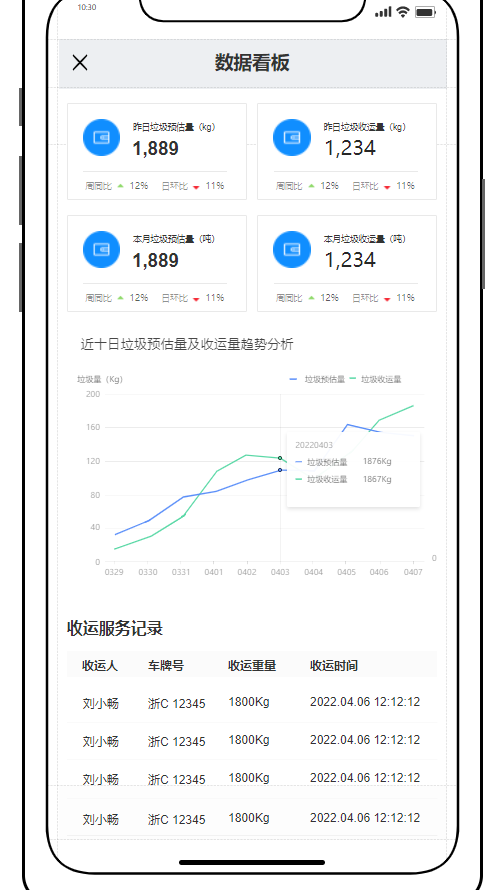 10:30
数据看板
昨日垃圾预估量（kg）
1,889
周同比 12% 日环比 11%
昨日垃圾收运量（kg）
1,234
周同比 12% 日环比 11%
本月垃圾预估量（吨）
1,889
周同比 12% 日环比 11%
本月垃圾收运量（吨）
1,234
周同比 12% 日环比 11%
近十日垃圾预估量及收运量趋势分析
垃圾量（Kg）
垃圾预估量 垃圾收运量
200
160
120
80
40
0
0
20220403
垃圾预估量 1876Kg
垃圾收运量 1867Kg
0329 0330 0331 0401 0402 0403 0404 0405 0406 0407
收运服务记录
收运人 车牌号 收运重量 收运时间
刘小畅 浙C 12345 1800Kg 2022.04.06 12:12:12
刘小畅 浙C 12345 1800Kg 2022.04.06 12:12:12
刘小畅 浙C 12345 1800Kg 2022.04.06 12:12:12
刘小畅 浙C 12345 1800Kg 2022.04.06 12:12:12